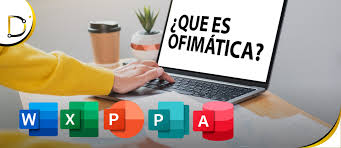 D
¿QUE ES
OFIMÁTICA?
W X P P A